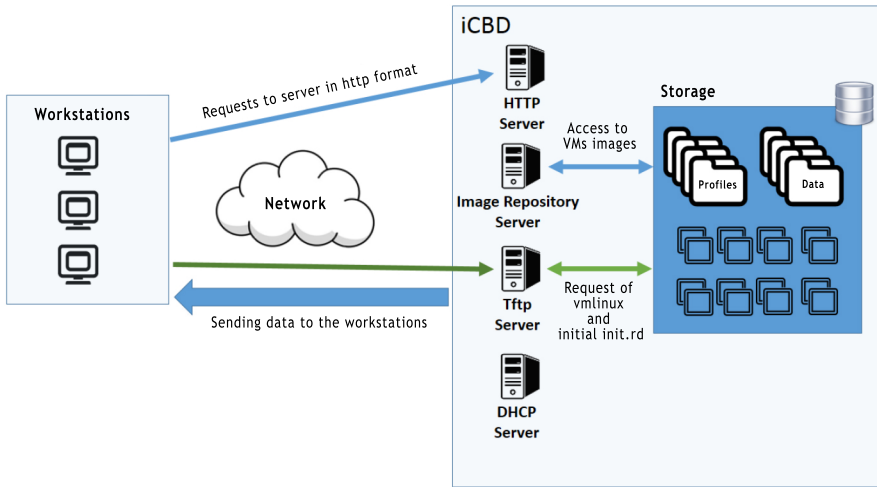 iCBD
Workstations
Requests to server in http format
HTTP
Server
Storage
Access to
VMs images
Profiles
Data
Network
Image Repository
Server
Tftp
Server
Request of
vmlinux
and
initial init.rd
Sending data to the workstations
DHCP
Server